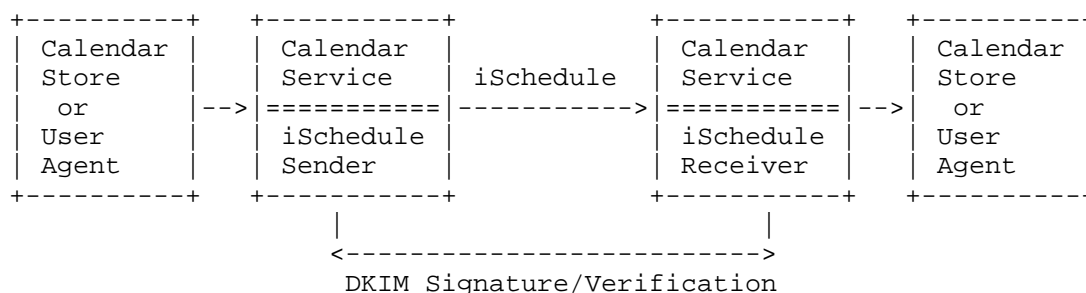 +----------+   +-----------+            +-----------+   +----------
| Calendar |   | Calendar  |            | Calendar  |   | Calendar
| Store    |   | Service   | iSchedule  | Service   |   | Store
|  or      |-->|===========|----------->|===========|-->|  or
| User     |   | iSchedule |            | iSchedule |   | User
| Agent    |   | Sender    |            | Receiver  |   | Agent
+----------+   +-----------+            +-----------+   +----------
                    |                          |
                    <-------------------------->
                     DKIM Signature/Verification